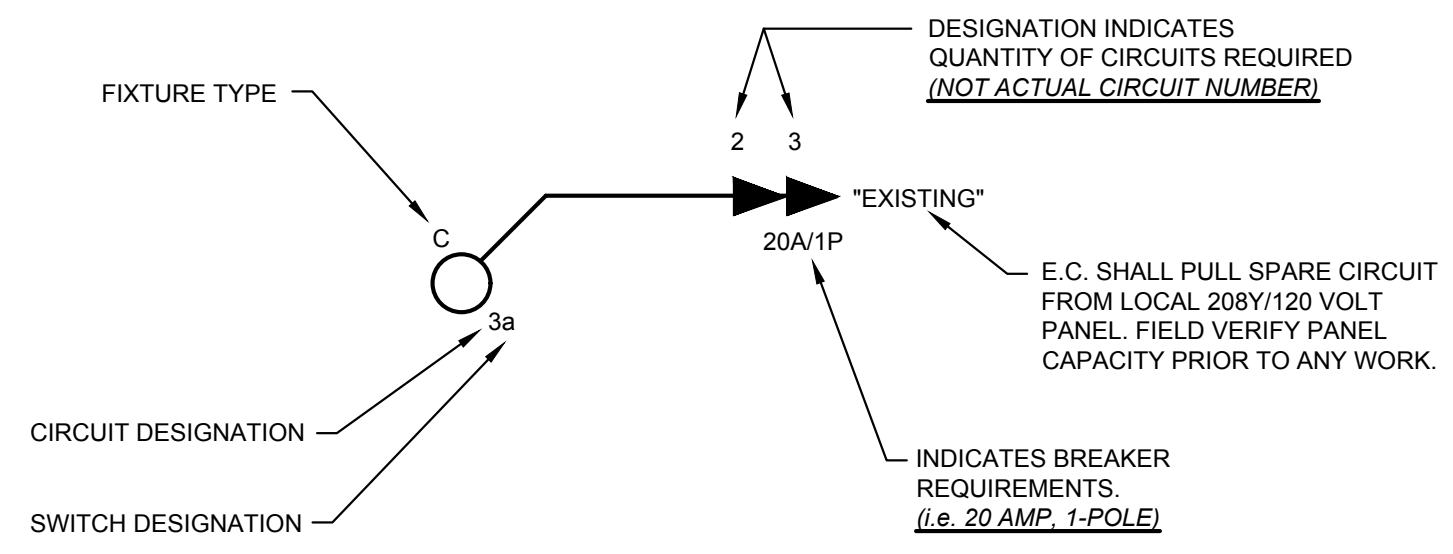 DESIGNATION INDICATES
QUANTITY OF CIRCUITS REQUIRED
(NOT ACTUAL CIRCUIT NUMBER)
FIXTURE TYPE
2 3
"EXISTING"
C
20A/1P
E.C. SHALL PULL SPARE CIRCUIT
FROM LOCAL 208Y/120 VOLT
PANEL. FIELD VERIFY PANEL
CAPACITY PRIOR TO ANY WORK.
3a
CIRCUIT DESIGNATION
INDICATES BREAKER
REQUIREMENTS.
(i.e. 20 AMP, 1-POLE)
SWITCH DESIGNATION